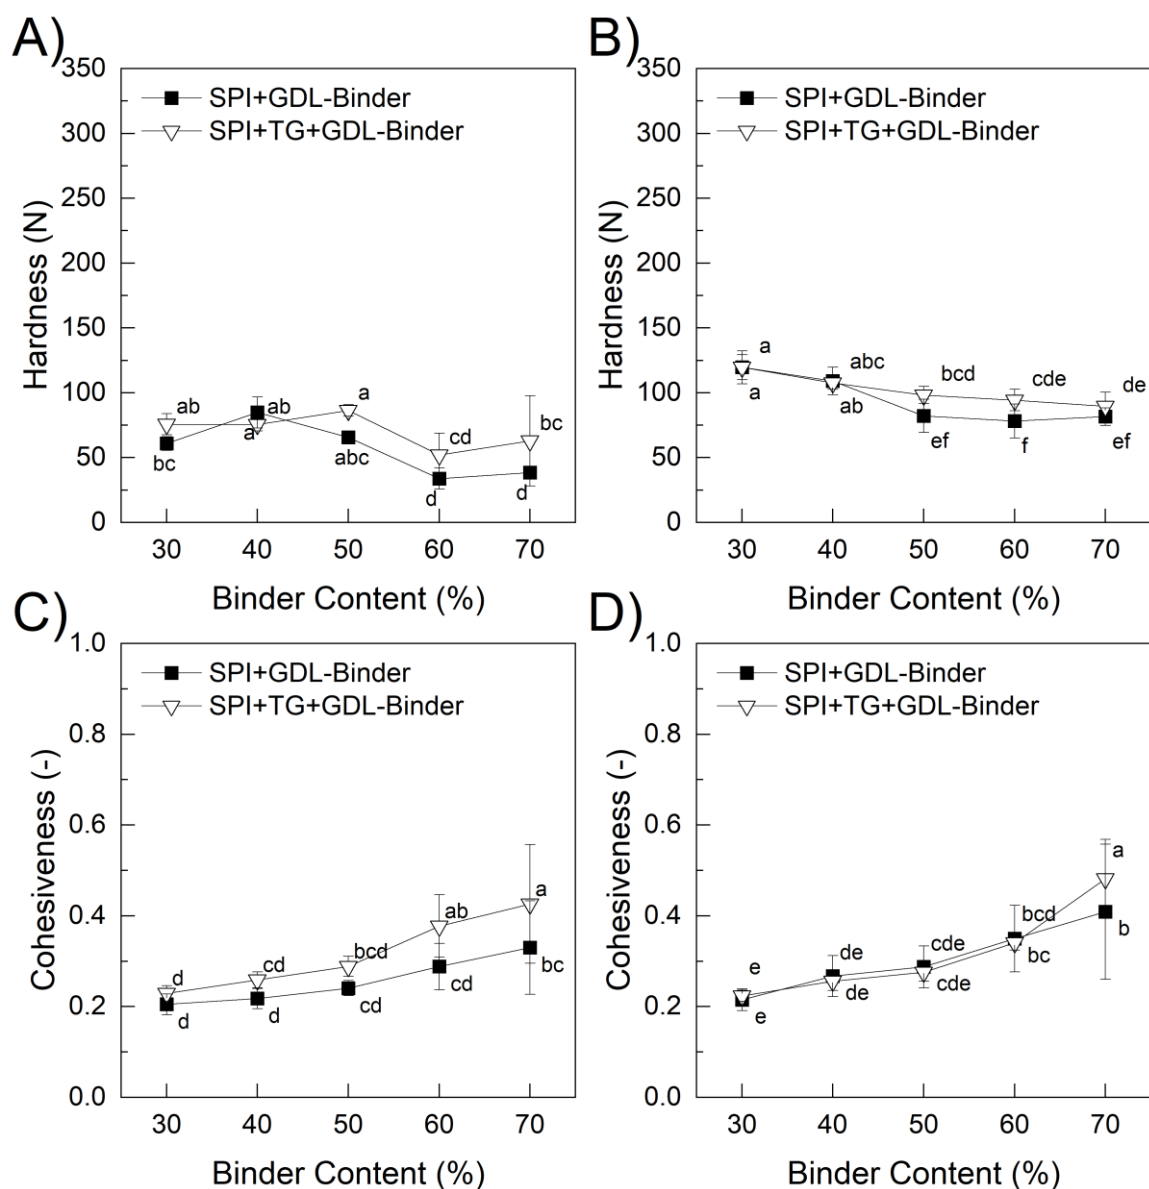 A)
350
300
250
200
150
100
50
0
Hardness (N)
SPI+GDL-Binder
SPI+TG+GDL-Binder
ab
ab
a
bc
a
abc
cd
bc
d
d
30 40 50 60 70
Binder Content (%)
B)
350
300
250
200
150
100
50
0
Hardness (N)
SPI+GDL-Binder
SPI+TG+GDL-Binder
a
abc
bcd
cde
de
a
ab
ef
f
ef
30 40 50 60 70
Binder Content (%)
C)
1.0
0.8
0.6
0.4
0.2
0.0
Cohesiveness (-)
SPI+GDL-Binder
SPI+TG+GDL-Binder
d
cd
bcd
ab
a
d
d
cd
cd
bc
30 40 50 60 70
Binder Content (%)
D)
1.0
0.8
0.6
0.4
0.2
0.0
Cohesiveness (-)
SPI+GDL-Binder
SPI+TG+GDL-Binder
e
de
cde
bcd
a
e
de
cde
bc
b
30 40 50 60 70
Binder Content (%)